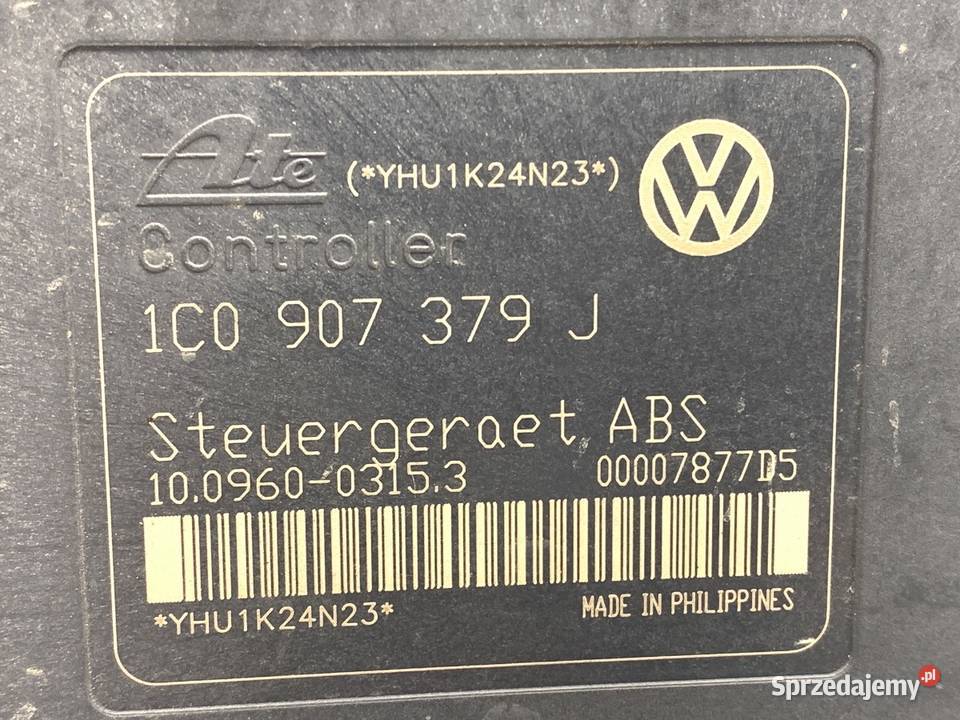 Ate (*YHU1K24N23*)
Controller
1C0 907 379 J
Steuergeraet ABS
10.0960-0315.3 00007877D5
*YHU1K24N23* MADE IN PHILIPPINES
Sprzedajemy.pl